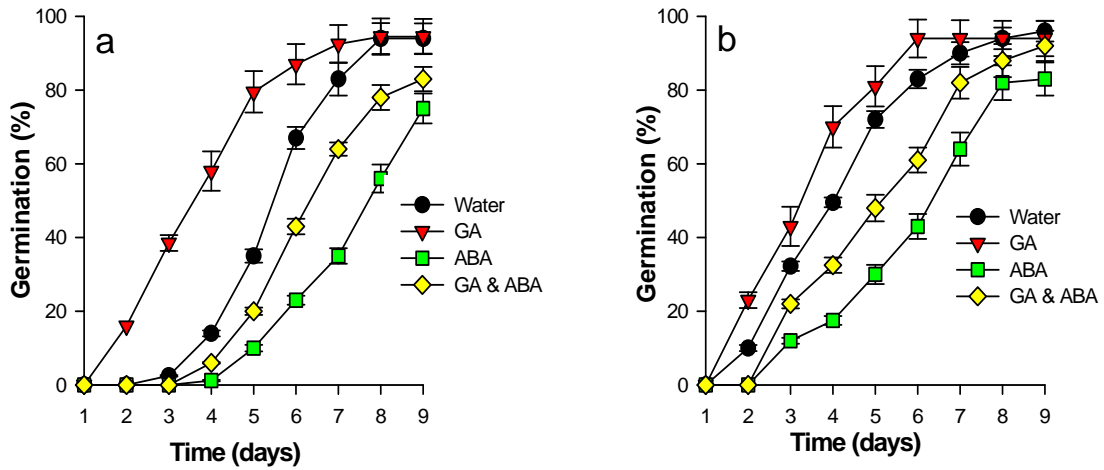 a
Germination (%)
100
80
60
40
20
0
1 2 3 4 5 6 7 8 9
Time (days)
Water
GA
ABA
GA & ABA
b
Germination (%)
100
80
60
40
20
0
1 2 3 4 5 6 7 8 9
Time (days)
Water
GA
ABA
GA & ABA